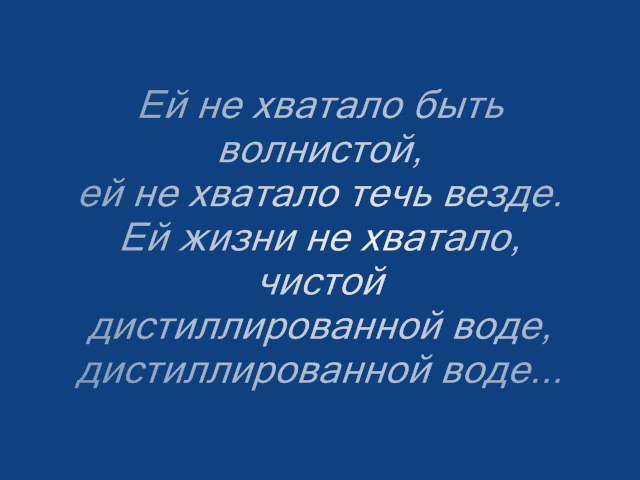 Ей не хватало быть
волнистой,
ей не хватало течь везде.
Ей жизни не хватало,
чистой
дистиллированной воде,
дистиллированной воде...